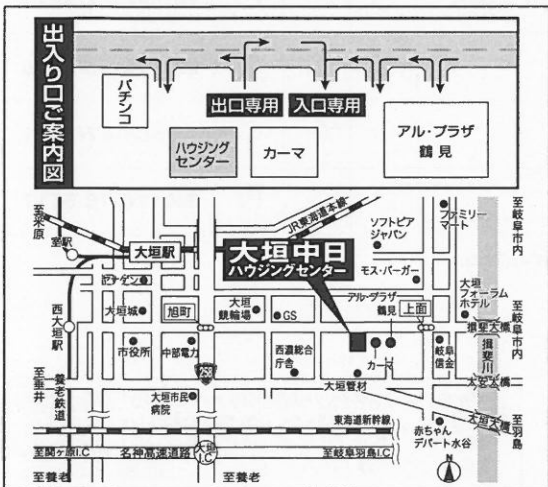 出入り口ご案内図
パチンコ
出口専用
入口専用
ハウジング
センター
カーマ
アル・プラザ
鶴見
至米原
室駅
大垣駅
JR東海道本線
ソフトピア
ジャパン
ファミリー
マート
至岐阜市内
大垣中日
ハウジングセンター
ヤナゲン
モス・バーガー
大垣
フォーラム
ホテル
大垣城
旭町
大垣
競輪場
GS
アル・プラザ
鶴見
上面
揖斐大橋
至岐阜市内
西大垣駅
市役所
中部電力
258
西濃総合
庁舎
カーマ
岐阜
信金
揖斐川
至垂井
養老鉄道
大垣市民
病院
大垣管材
大垣大橋
東海道新幹線
赤ちゃん
デパート水谷
至羽島
至関ヶ原I.C
名神高速道路
大垣
I.C
至岐阜羽島I.C
至養老
至養老
N